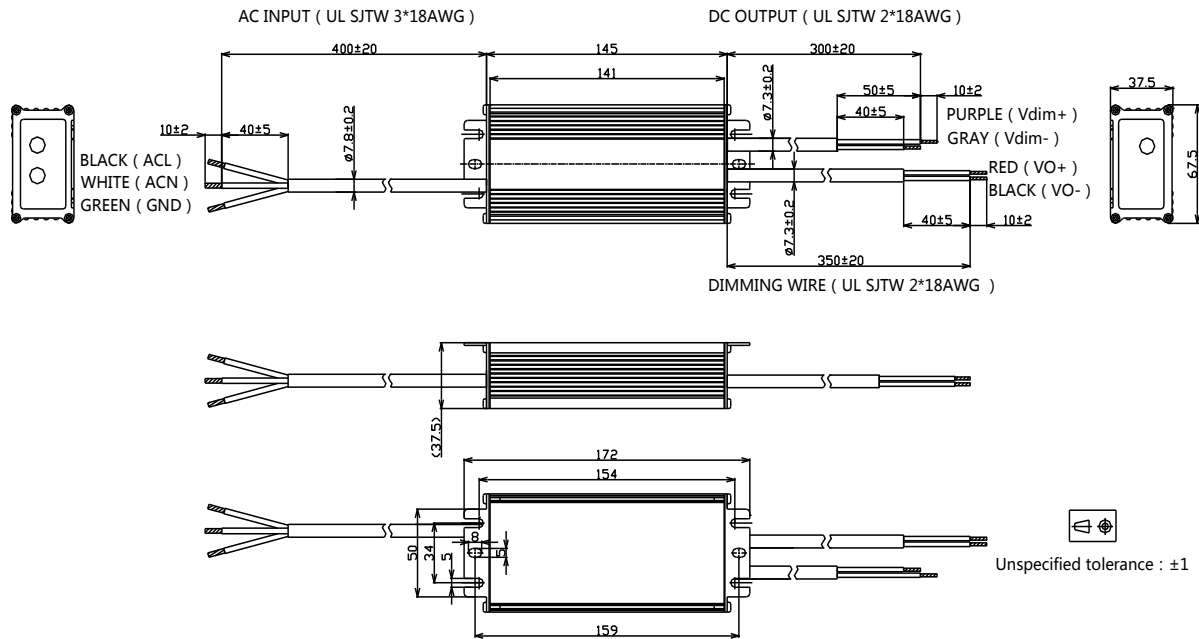 AC INPUT ( UL SJTW 3*18AWG )
DC OUTPUT ( UL SJTW 2*18AWG )
400±20
145
300±20
141
50±5
10±2
40±5
37.5
ø7.3±0.2
PURPLE ( Vdim+ )
GRAY ( Vdim- )
10±2
40±5
ø7.8±0.2
BLACK ( ACL )
WHITE ( ACN )
GREEN ( GND )
RED ( VO+ )
BLACK ( VO- )
67.5
ø7.3±0.2
40±5
10±2
350±20
DIMMING WIRE ( UL SJTW 2*18AWG )
(37.5)
172
154
50
34
5
8
5
159
Unspecified tolerance : ±1